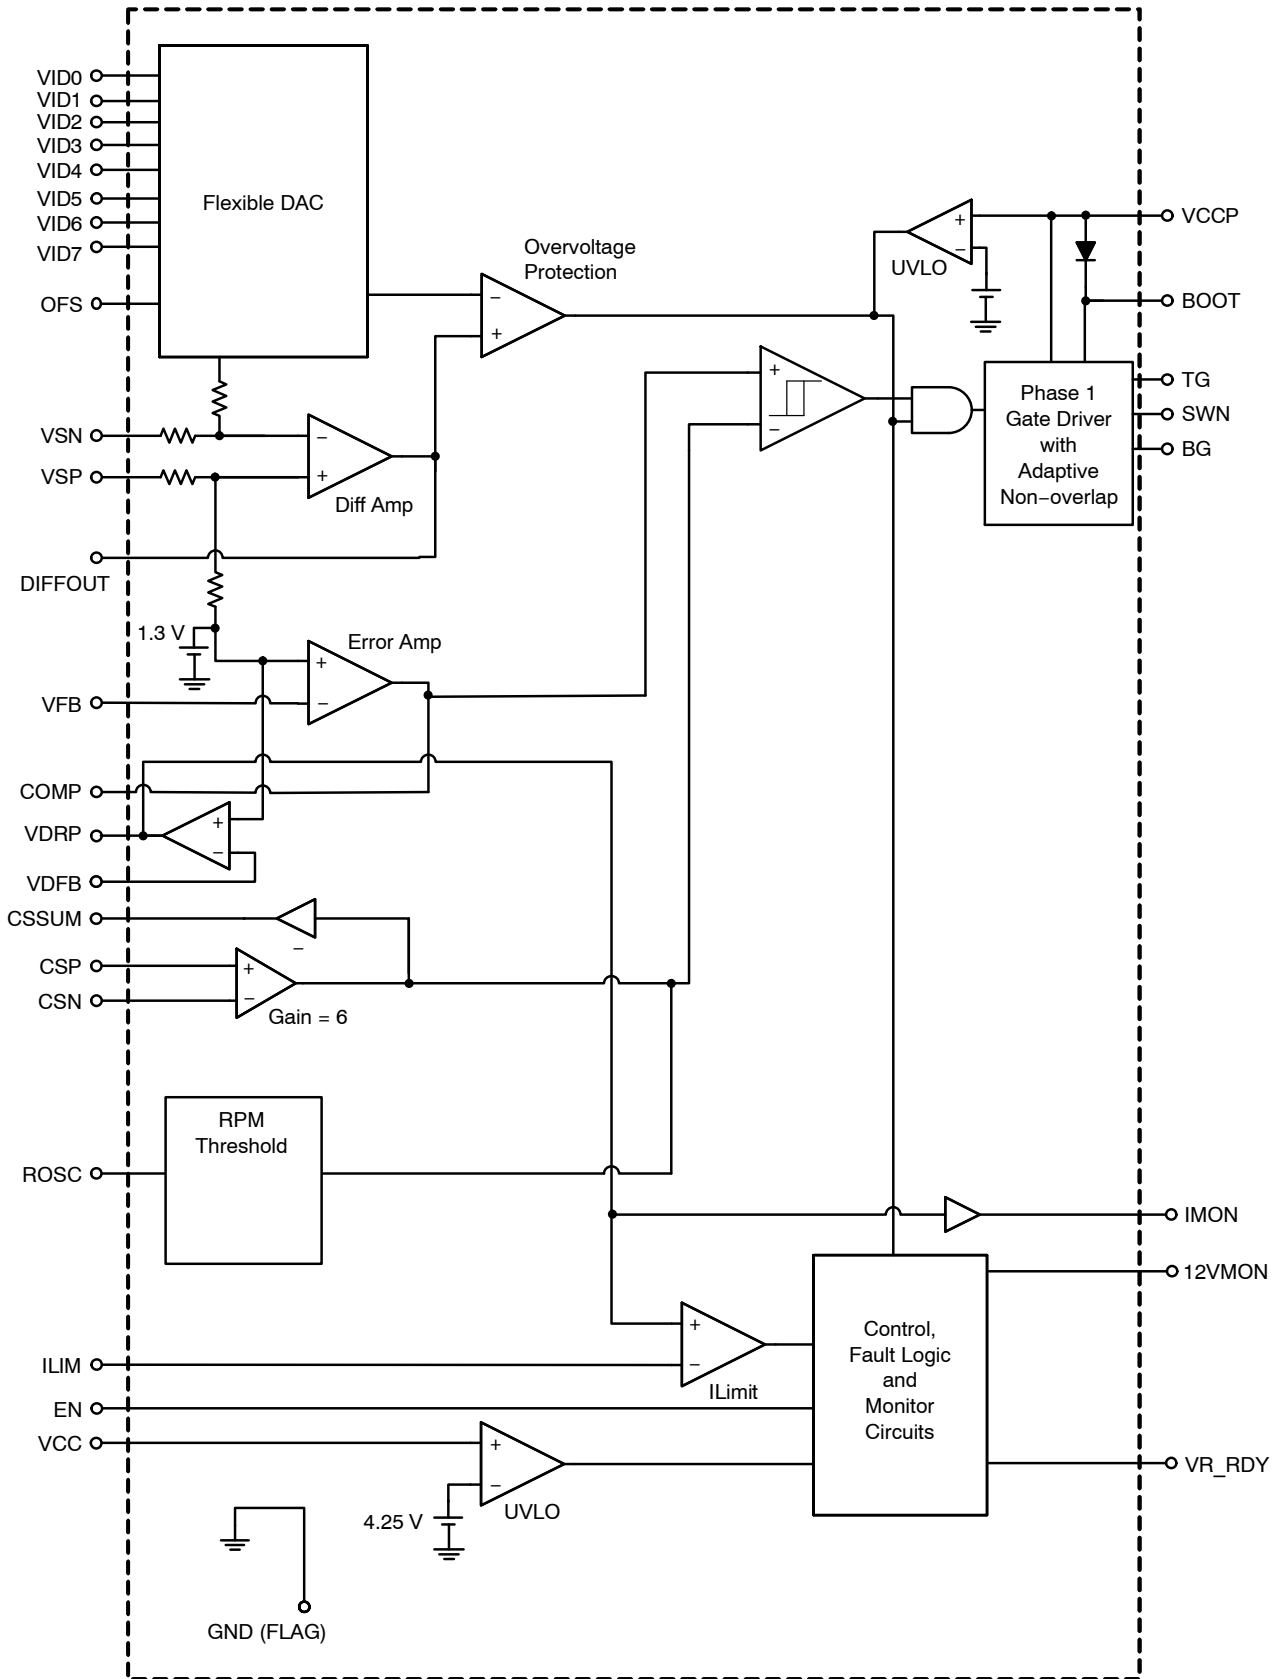 VID0
VID1
VID2
VID3
VID4
VID5
VID6
VID7
OFS
Flexible DAC
Overvoltage
Protection
−
+
+
−
UVLO
VCCP
BOOT
TG
SWN
BG
Phase 1
Gate Driver
with
Adaptive
Non−overlap
+
−
VSN
VSP
−
+
Diff Amp
DIFFOUT
1.3 V
Error Amp
+
−
VFB
COMP
VDRP
+
−
VDFB
CSSUM
−
CSP
CSN
+
−
Gain = 6
RPM
Threshold
ROSC
IMON
12VMON
Control,
Fault Logic
and
Monitor
Circuits
+
−
ILimit
ILIM
EN
VCC
+
−
UVLO
4.25 V
VR_RDY
GND (FLAG)